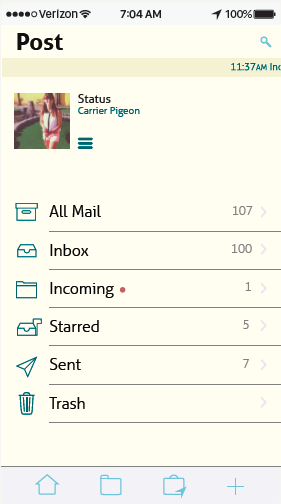 Verizon 7:04 AM 100%
Post
11:37AM Inc
Status
Carrier Pigeon
All Mail 107
Inbox 100
Incoming 1
Starred 5
Sent 7
Trash